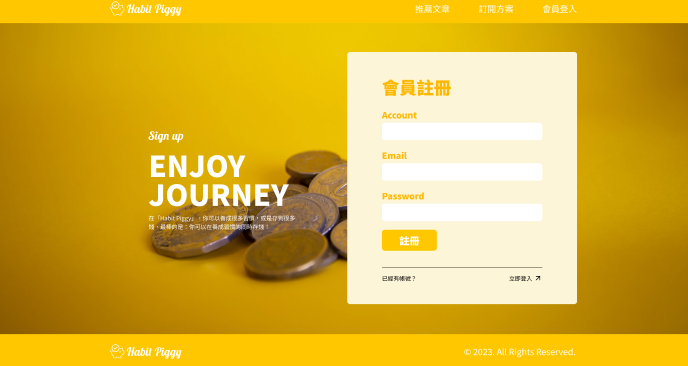 Habit Piggy
推薦文章
訂閱方案
會員登入
Sign up
ENJOY
JOURNEY
在「Habit Piggy」，你可以養成很多習慣，或是存到很多
錢，最棒的是：你可以在養成習慣的同時存錢！
會員註冊
Account
Email
Password
註冊
已經有帳號？
立即登入
Habit Piggy
© 2023. All Rights Reserved.